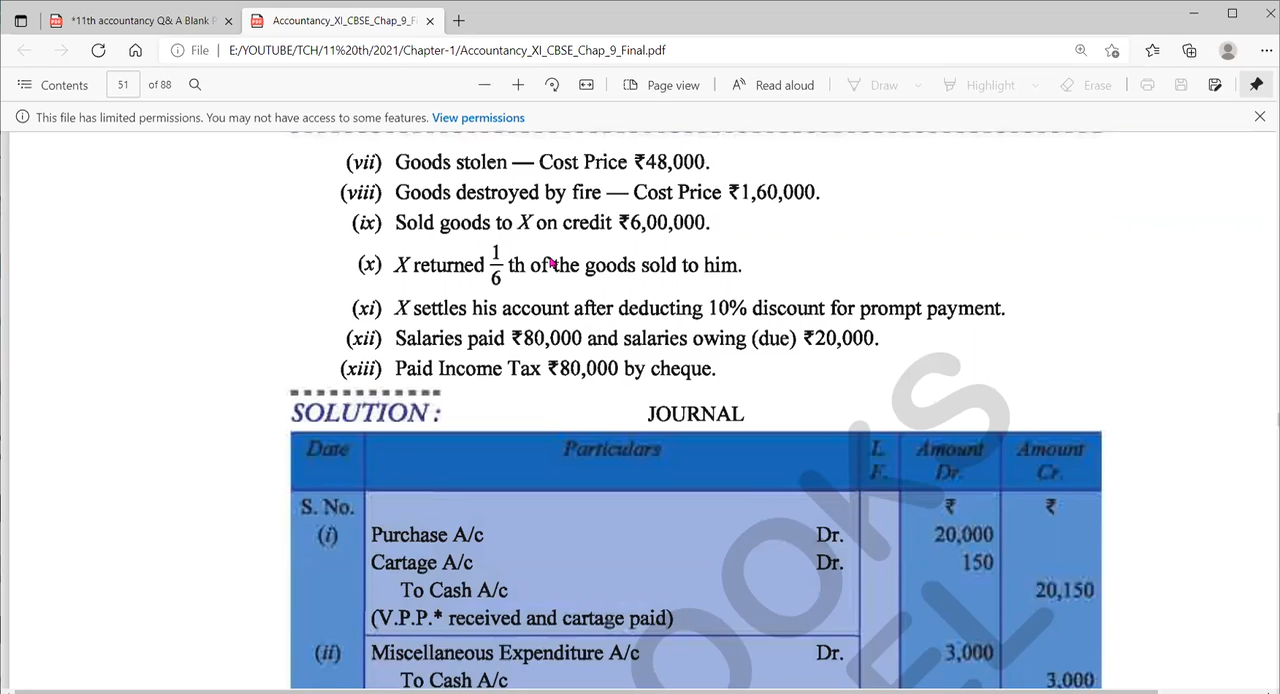 *11th accountancy Q& A Blank P
Accountancy_XI_CBSE_Chap_9_Fi
File
E:/YOUTUBE/TCH/11%20th/2021/Chapter-1/Accountancy_XI_CBSE_Chap_9_Final.pdf
Contents 51 of 88 Page view Read aloud Draw Highlight Erase
This file has limited permissions. You may not have access to some features. View permissions
(vii) Goods stolen — Cost Price ₹48,000.
(viii) Goods destroyed by fire — Cost Price ₹1,60,000.
(ix) Sold goods to X on credit ₹6,00,000.
(x) X returned 1/6 th of the goods sold to him.
(xi) X settles his account after deducting 10% discount for prompt payment.
(xii) Salaries paid ₹80,000 and salaries owing (due) ₹20,000.
(xiii) Paid Income Tax ₹80,000 by cheque.
SOLUTION : JOURNAL
Date Particulars L. Amount Amount
F. Dr. Cr.
S. No. ₹ ₹
(i) Purchase A/c Dr. 20,000
Cartage A/c Dr. 150
To Cash A/c 20,150
(V.P.P.* received and cartage paid)
(ii) Miscellaneous Expenditure A/c Dr. 3,000
To Cash A/c 3,000